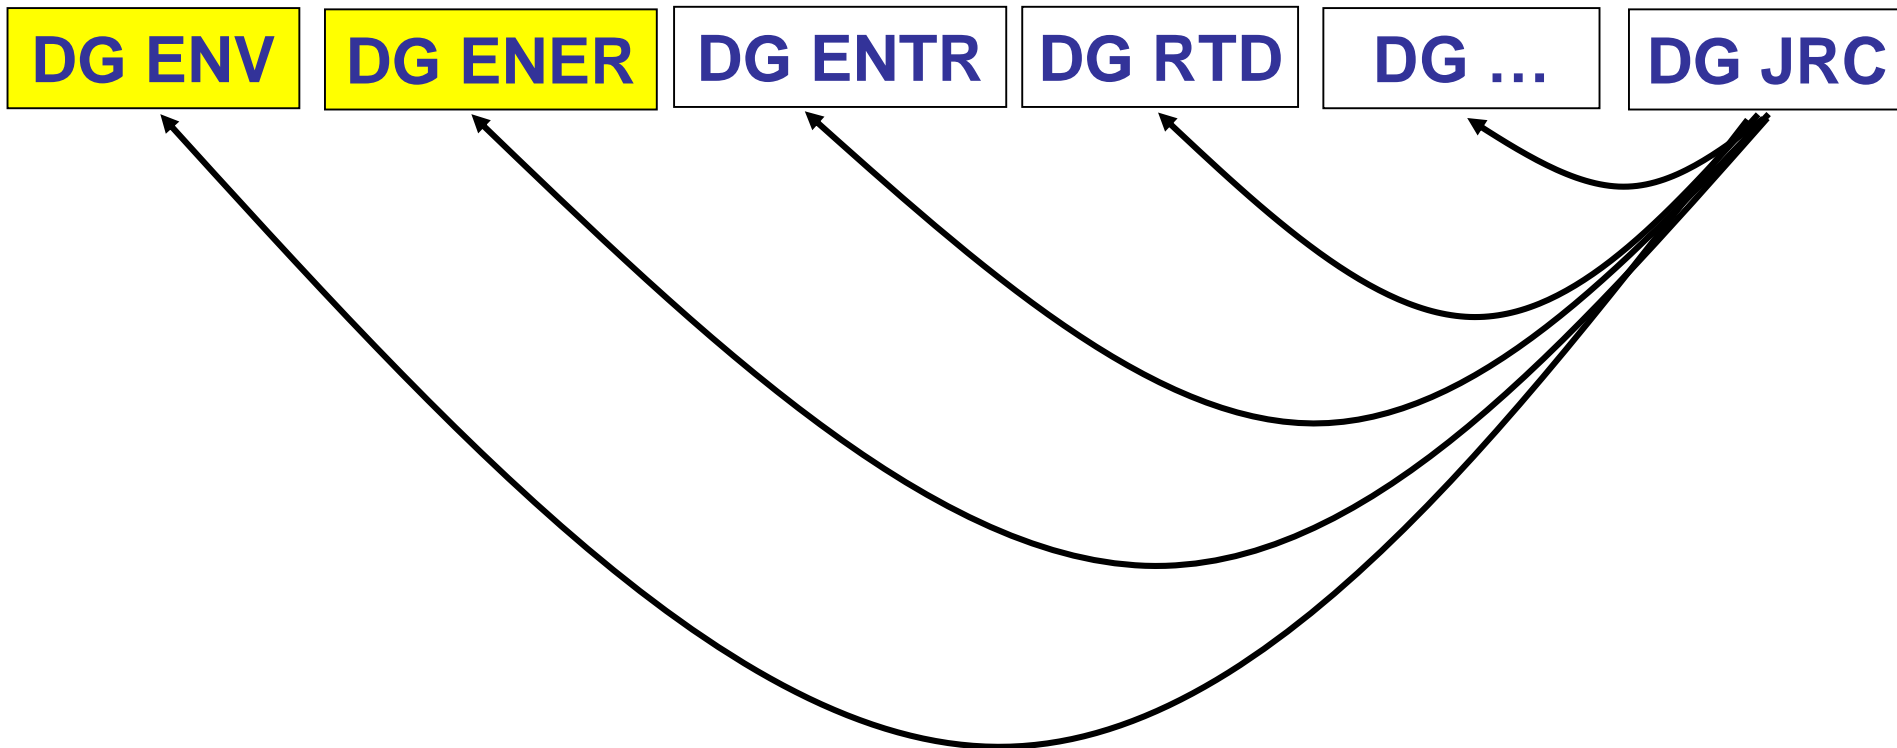 DG ENV
DG ENER
DG ENTR
DG RTD
DG …
DG JRC